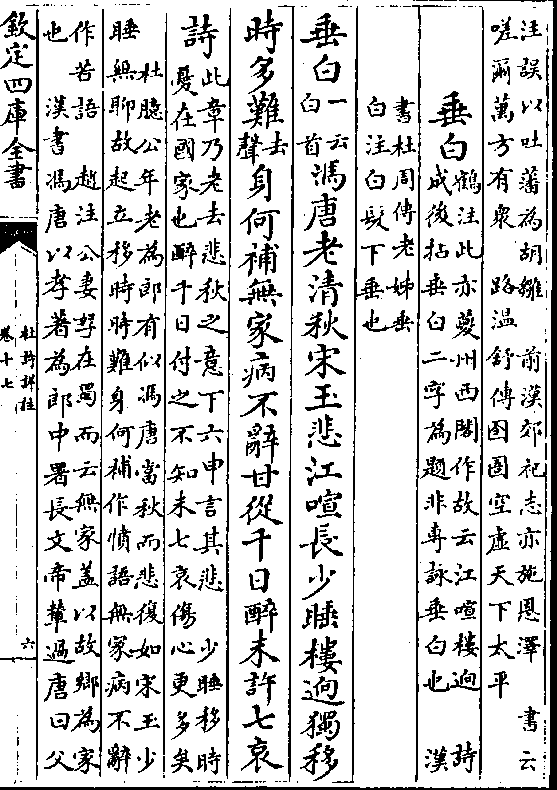 注誤以吐蕃為胡雛　前漢郊祀志亦施恩澤　書云
嗟爾萬方有衆　路溫舒傳囹圄空虛天下太平
垂白
鶴注此亦夔州西閣作故云江喧樓迥　詩
成後拈垂白二字為題非專詠垂白也　漢
書杜周傳老姊垂
白注白髮下垂也
垂白一云白首馮唐老清秋宋玉悲江喧長少睡樓迥獨移
時多難去聲身何補無家病不辭甘從千日醉未許七哀
詩
此章乃老去悲秋之意下六申言其悲　少睡移時
憂在國家也醉千日付之不知未七哀傷心更多矣
杜臆公年老為郎有似馮唐當秋而悲復如宋玉少
睡無聊故起立移時時難身何補作憤語無家病不辭
作苦語　趙注公妻孥在蜀而云無家蓋以故鄉為家
也　漢書馮唐以孝著為郎中署長文帝輦過唐曰父
欽定四庫全書
杜詩詳註
卷十七
六